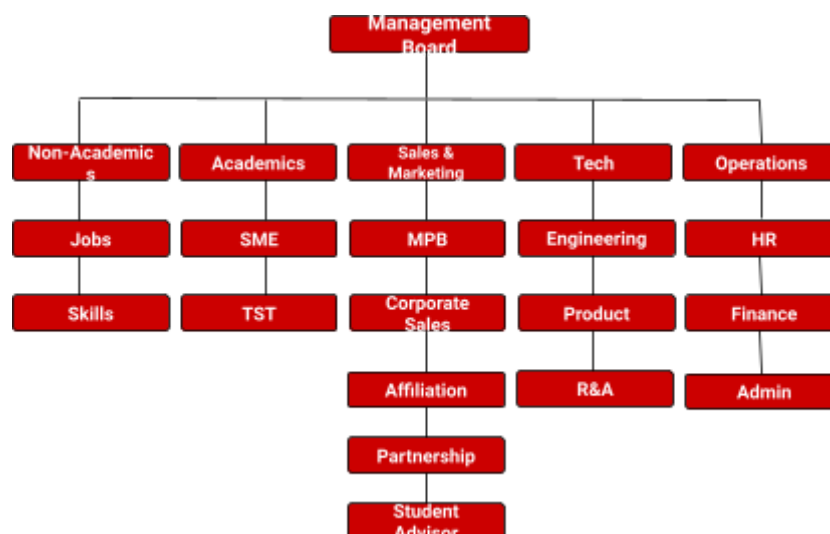 Management
Board
Non-Academic
s
Academics
Sales &
Marketing
Tech
Operations
Jobs
SME
MPB
Engineering
HR
Skills
TST
Corporate
Sales
Product
Finance
Affiliation
R&A
Admin
Partnership
Student
Advisor